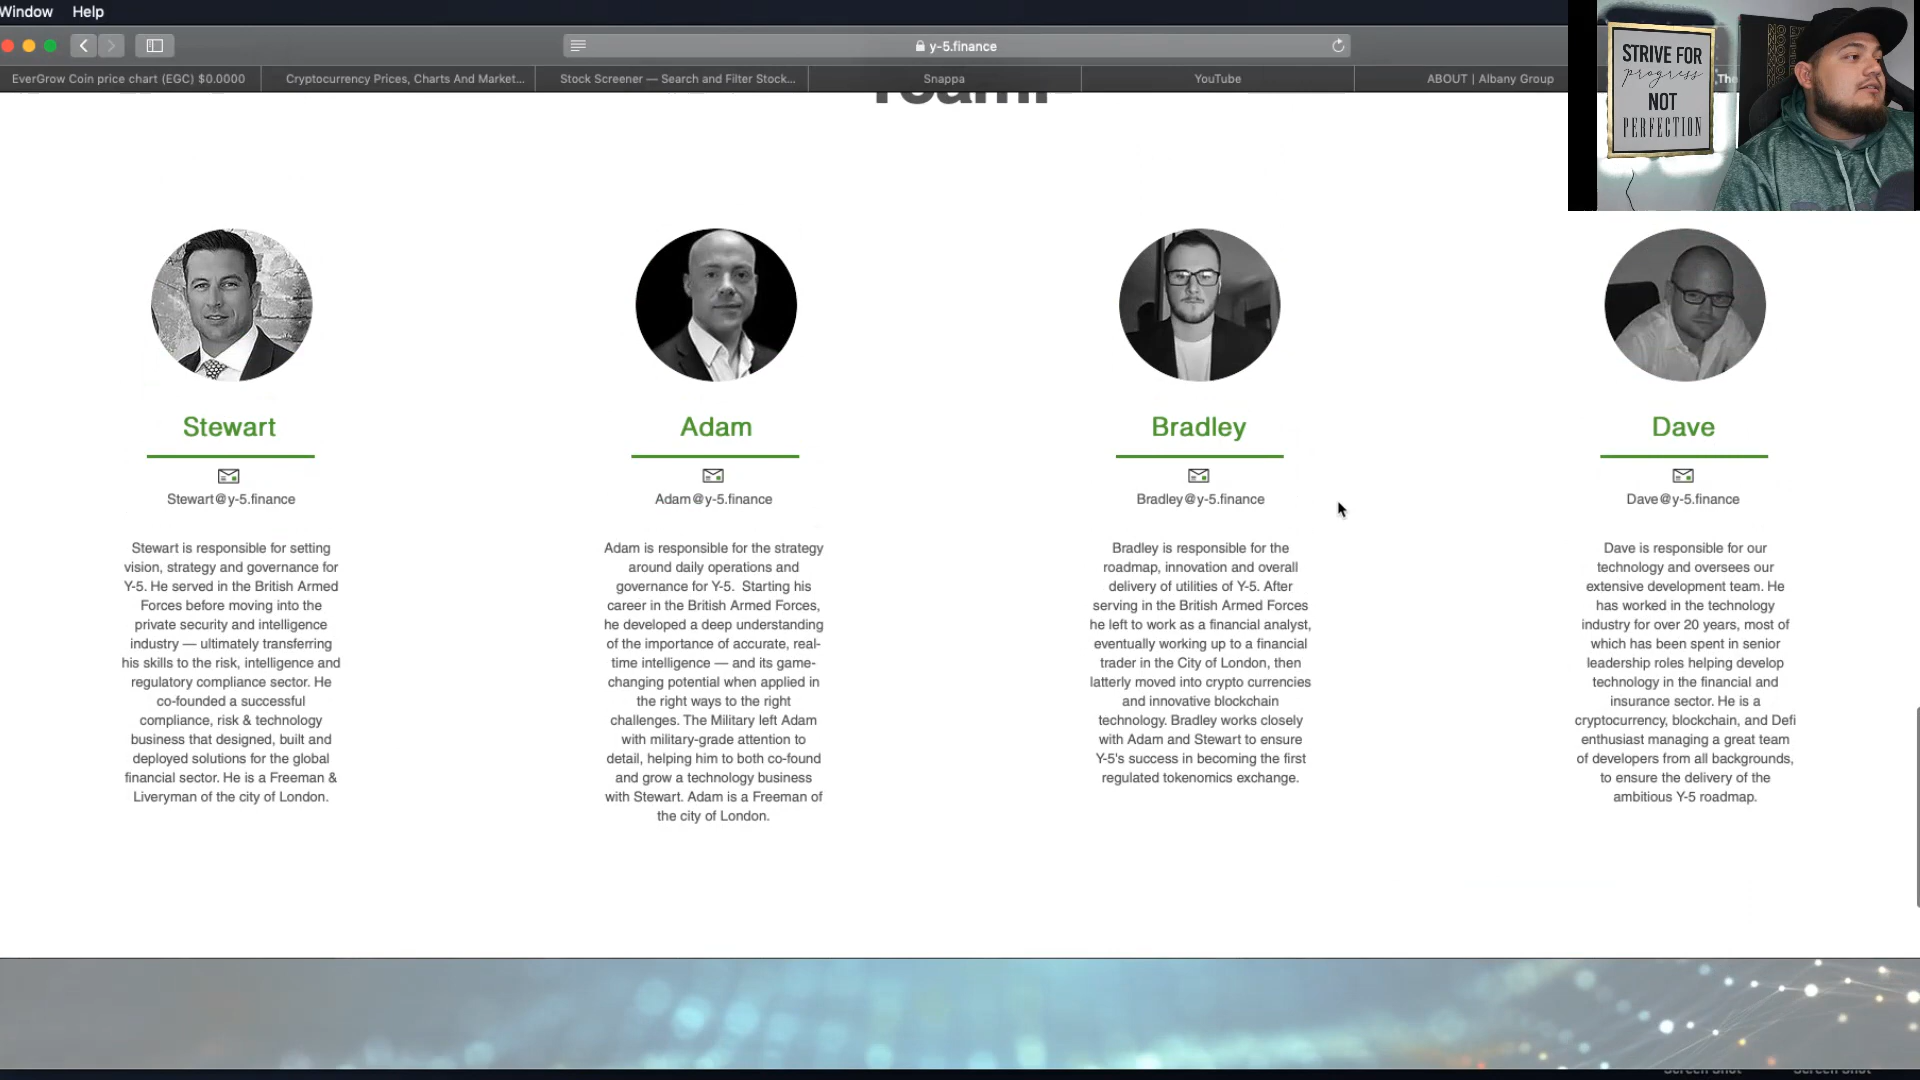 Window Help
y-5.finance
EverGrow Coin price chart (EGC) $0.0000
Cryptocurrency Prices, Charts And Market...
Stock Screener — Search and Filter Stock...
Snappa
YouTube
ABOUT | Albany Group
The
STRIVE FOR
progress
NOT
PERFECTION
Stewart
Stewart@y-5.finance
Stewart is responsible for setting
vision, strategy and governance for
Y-5. He served in the British Armed
Forces before moving into the
private security and intelligence
industry — ultimately transferring
his skills to the risk, intelligence and
regulatory compliance sector. He
co-founded a successful
compliance, risk & technology
business that designed, built and
deployed solutions for the global
financial sector. He is a Freeman &
Liveryman of the city of London.
Adam
Adam@y-5.finance
Adam is responsible for the strategy
around daily operations and
governance for Y-5. Starting his
career in the British Armed Forces,
he developed a deep understanding
of the importance of accurate, real-
time intelligence — and its game-
changing potential when applied in
the right ways to the right
challenges. The Military left Adam
with military-grade attention to
detail, helping him to both co-found
and grow a technology business
with Stewart. Adam is a Freeman of
the city of London.
Bradley
Bradley@y-5.finance
Bradley is responsible for the
roadmap, innovation and overall
delivery of utilities of Y-5. After
serving in the British Armed Forces
he left to work as a financial analyst,
eventually working up to a financial
trader in the City of London, then
latterly moved into crypto currencies
and innovative blockchain
technology. Bradley works closely
with Adam and Stewart to ensure
Y-5's success in becoming the first
regulated tokenomics exchange.
Dave
Dave@y-5.finance
Dave is responsible for our
technology and oversees our
extensive development team. He
has worked in the technology
industry for over 20 years, most of
which has been spent in senior
leadership roles helping develop
technology in the financial and
insurance sector. He is a
cryptocurrency, blockchain, and Defi
enthusiast managing a great team
of developers from all backgrounds,
to ensure the delivery of the
ambitious Y-5 roadmap.
Screen Shot Screen Shot